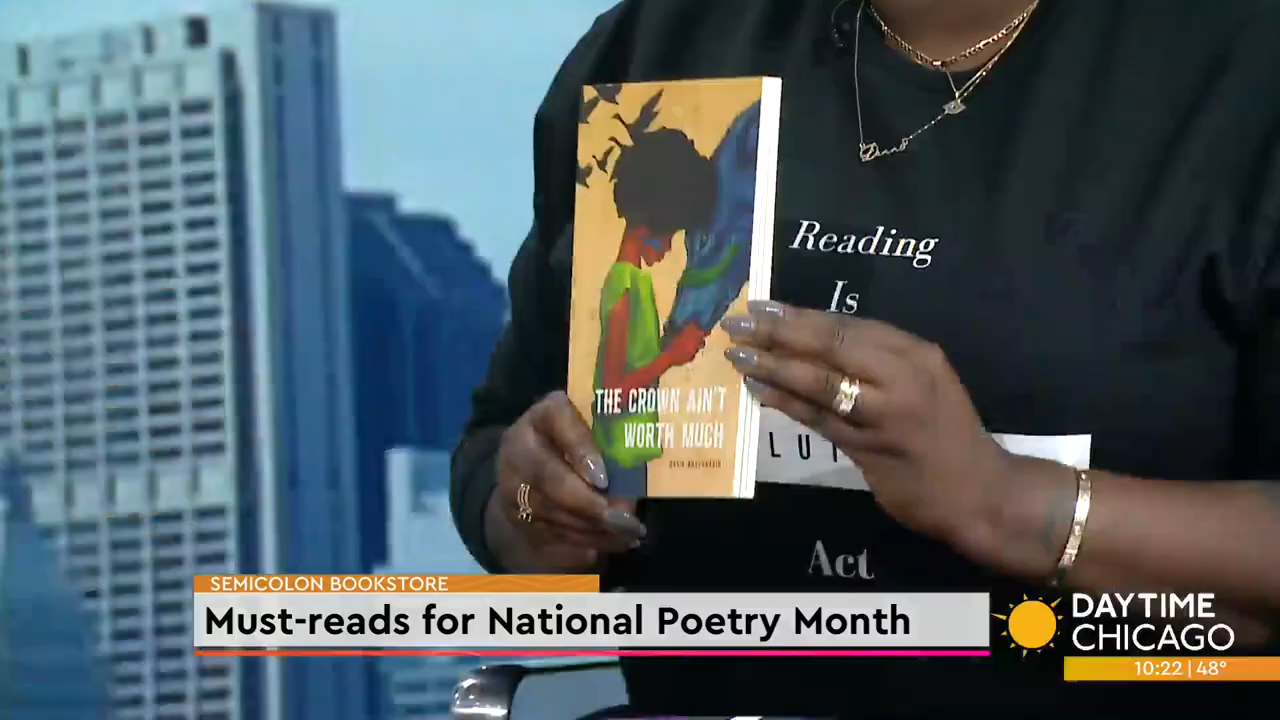 THE CROWN AIN'T
WORTH MUCH
Reading
Is
LUT
Act
SEMICOLON BOOKSTORE
Must-reads for National Poetry Month
DAYTIME
CHICAGO
10:22 | 48°